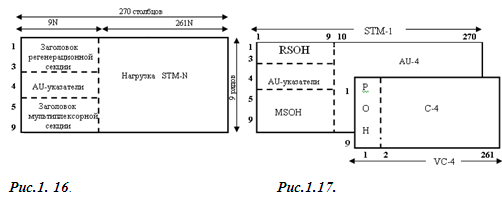 270 столбцов
9N 261N
1
3
4
5
9
Заголовок
регенерационной
секции
AU-указатели
Заголовок
мультиплексорной
секции
Нагрузка STM-N
9 рядов
Рис.1. 16.
STM-1
1 9 10 270
1
3
4
5
9
RSOH
AU-указатели
MSOH
AU-4
1
9
P
O
H
C-4
1 2 261
VC-4
Рис.1.17.